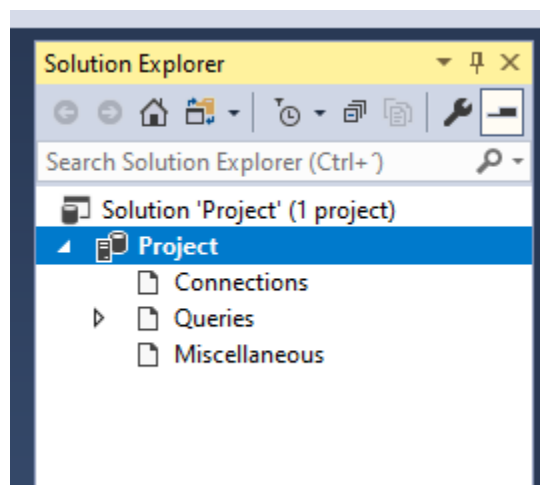 Solution Explorer
Search Solution Explorer (Ctrl+´)
Solution 'Project' (1 project)
Project
Connections
Queries
Miscellaneous